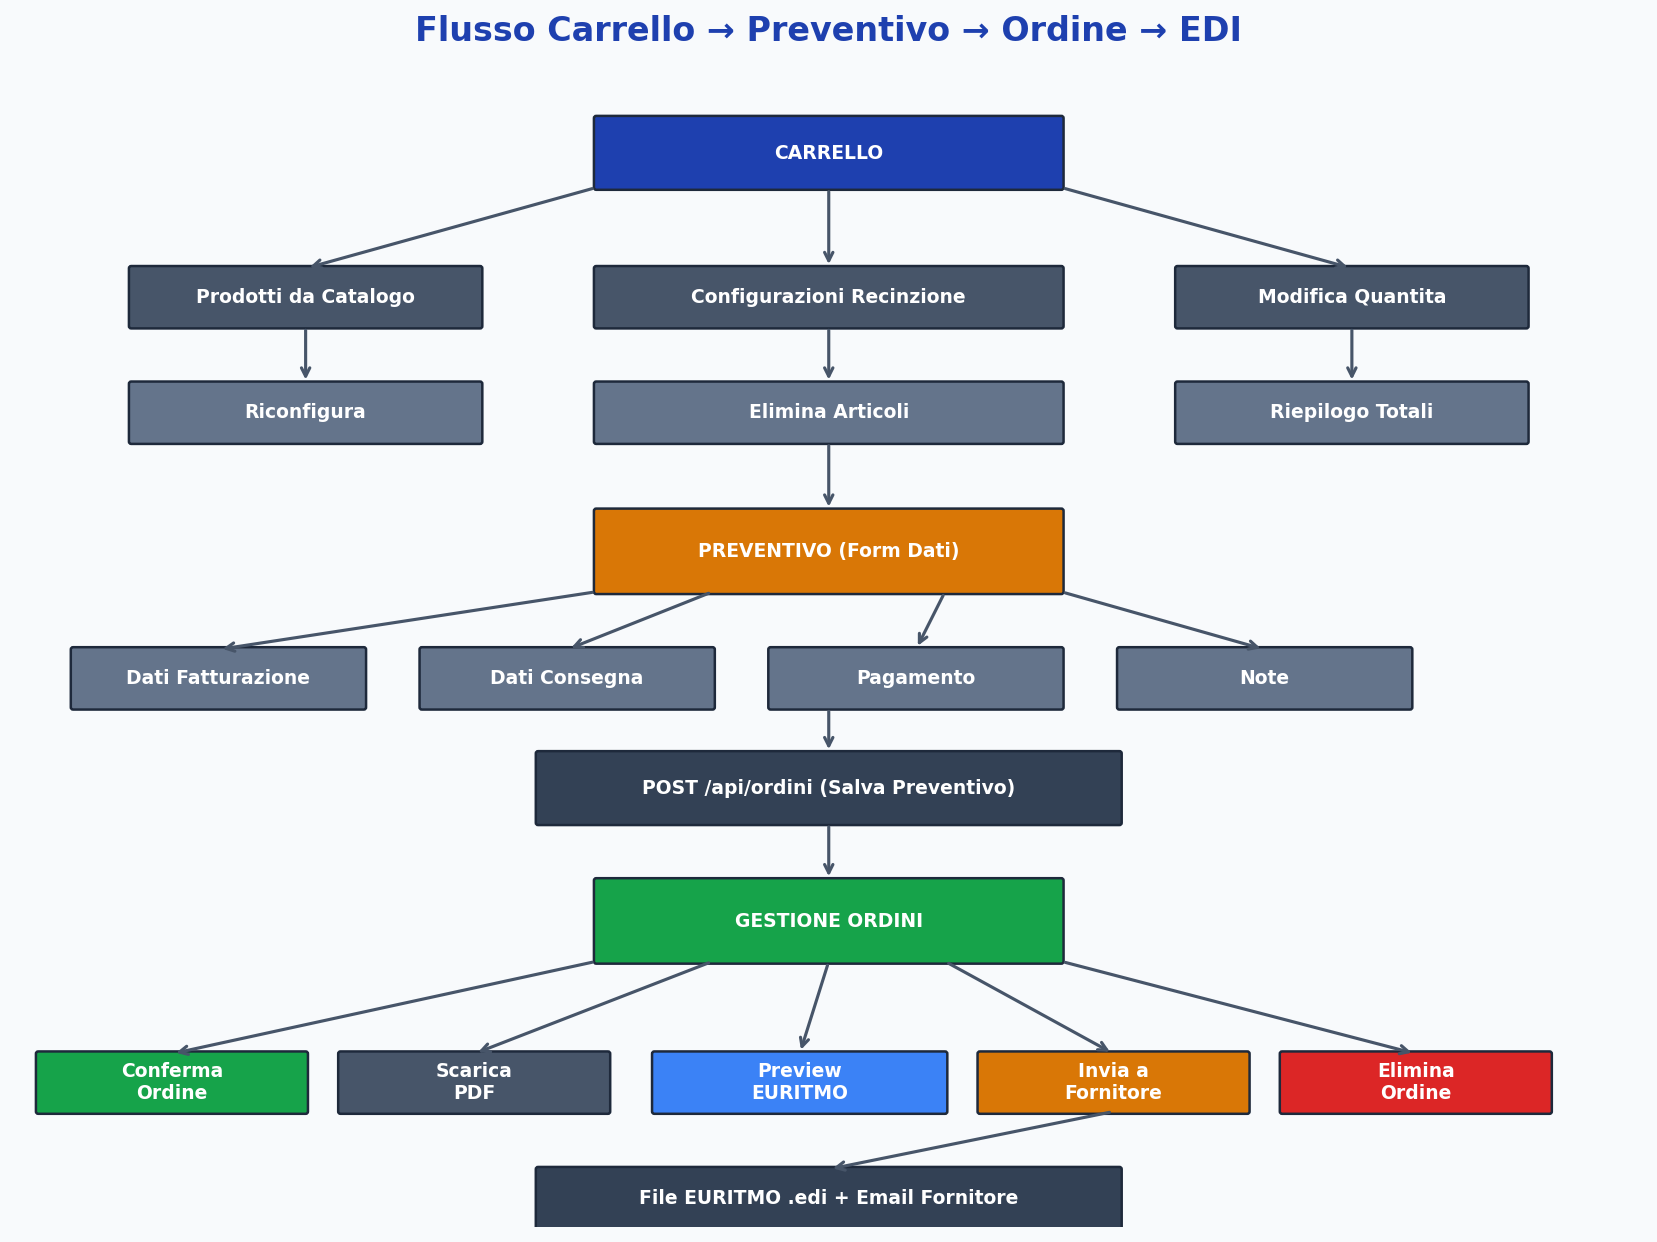 Flusso Carrello → Preventivo → Ordine → EDI
CARRELLO
Prodotti da Catalogo
Configurazioni Recinzione
Modifica Quantita
Riconfigura
Elimina Articoli
Riepilogo Totali
PREVENTIVO (Form Dati)
Dati Fatturazione
Dati Consegna
Pagamento
Note
POST /api/ordini (Salva Preventivo)
GESTIONE ORDINI
Conferma
Ordine
Scarica
PDF
Preview
EURITMO
Invia a
Fornitore
Elimina
Ordine
File EURITMO .edi + Email Fornitore